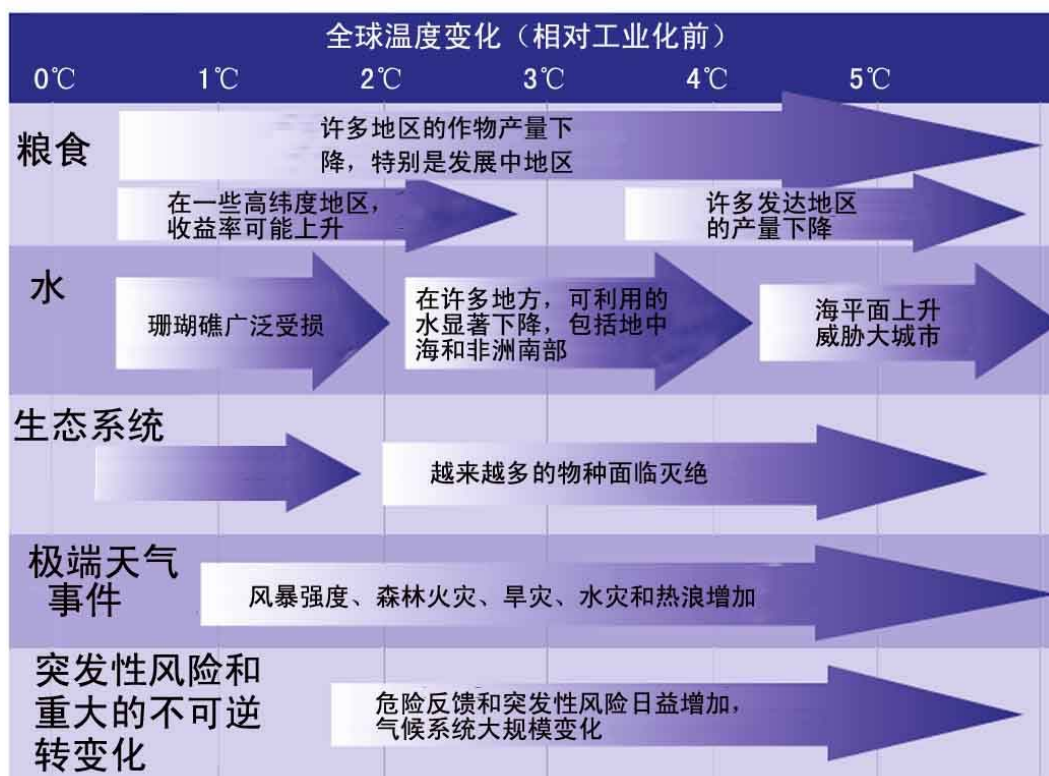 全球温度变化（相对工业化前）
0℃ 1℃ 2℃ 3℃ 4℃ 5℃
粮食
许多地区的作物产量下
降，特别是发展中地区
在一些高纬度地区，
收益率可能上升
许多发达地区
的产量下降
水
珊瑚礁广泛受损
在许多地方，可利用的
水显著下降，包括地中
海和非洲南部
海平面上升
威胁大城市
生态系统
越来越多的物种面临灭绝
极端天气
事件
风暴强度、森林火灾、旱灾、水灾和热浪增加
突发性风险和
重大的不可逆
转变化
危险反馈和突发性风险日益增加，
气候系统大规模变化